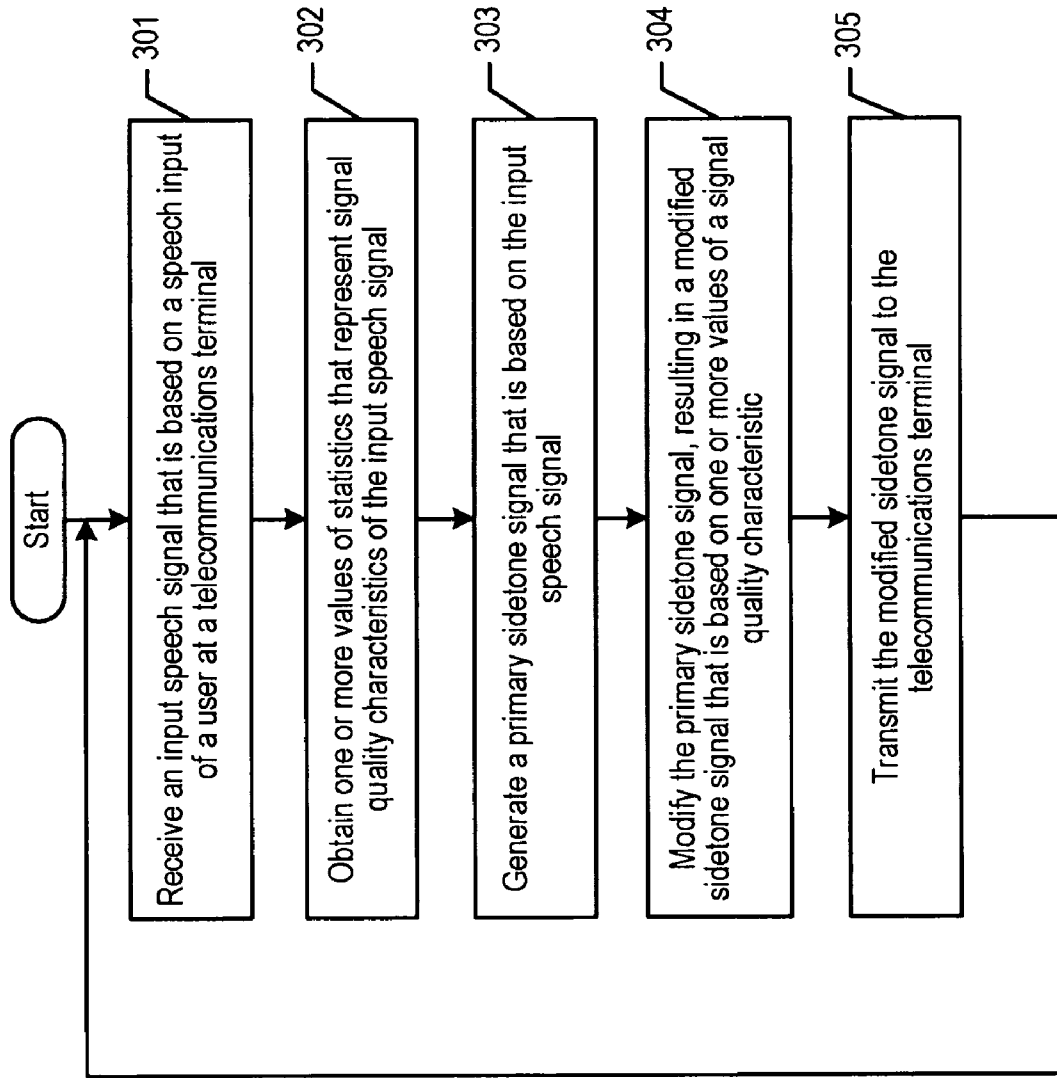 Start
Receive an input speech signal that is based on a speech input
of a user at a telecommunications terminal
301
Obtain one or more values of statistics that represent signal
quality characteristics of the input speech signal
302
Generate a primary sidetone signal that is based on the input
speech signal
303
Modify the primary sidetone signal, resulting in a modified
sidetone signal that is based on one or more values of a signal
quality characteristic
304
Transmit the modified sidetone signal to the
telecommunications terminal
305